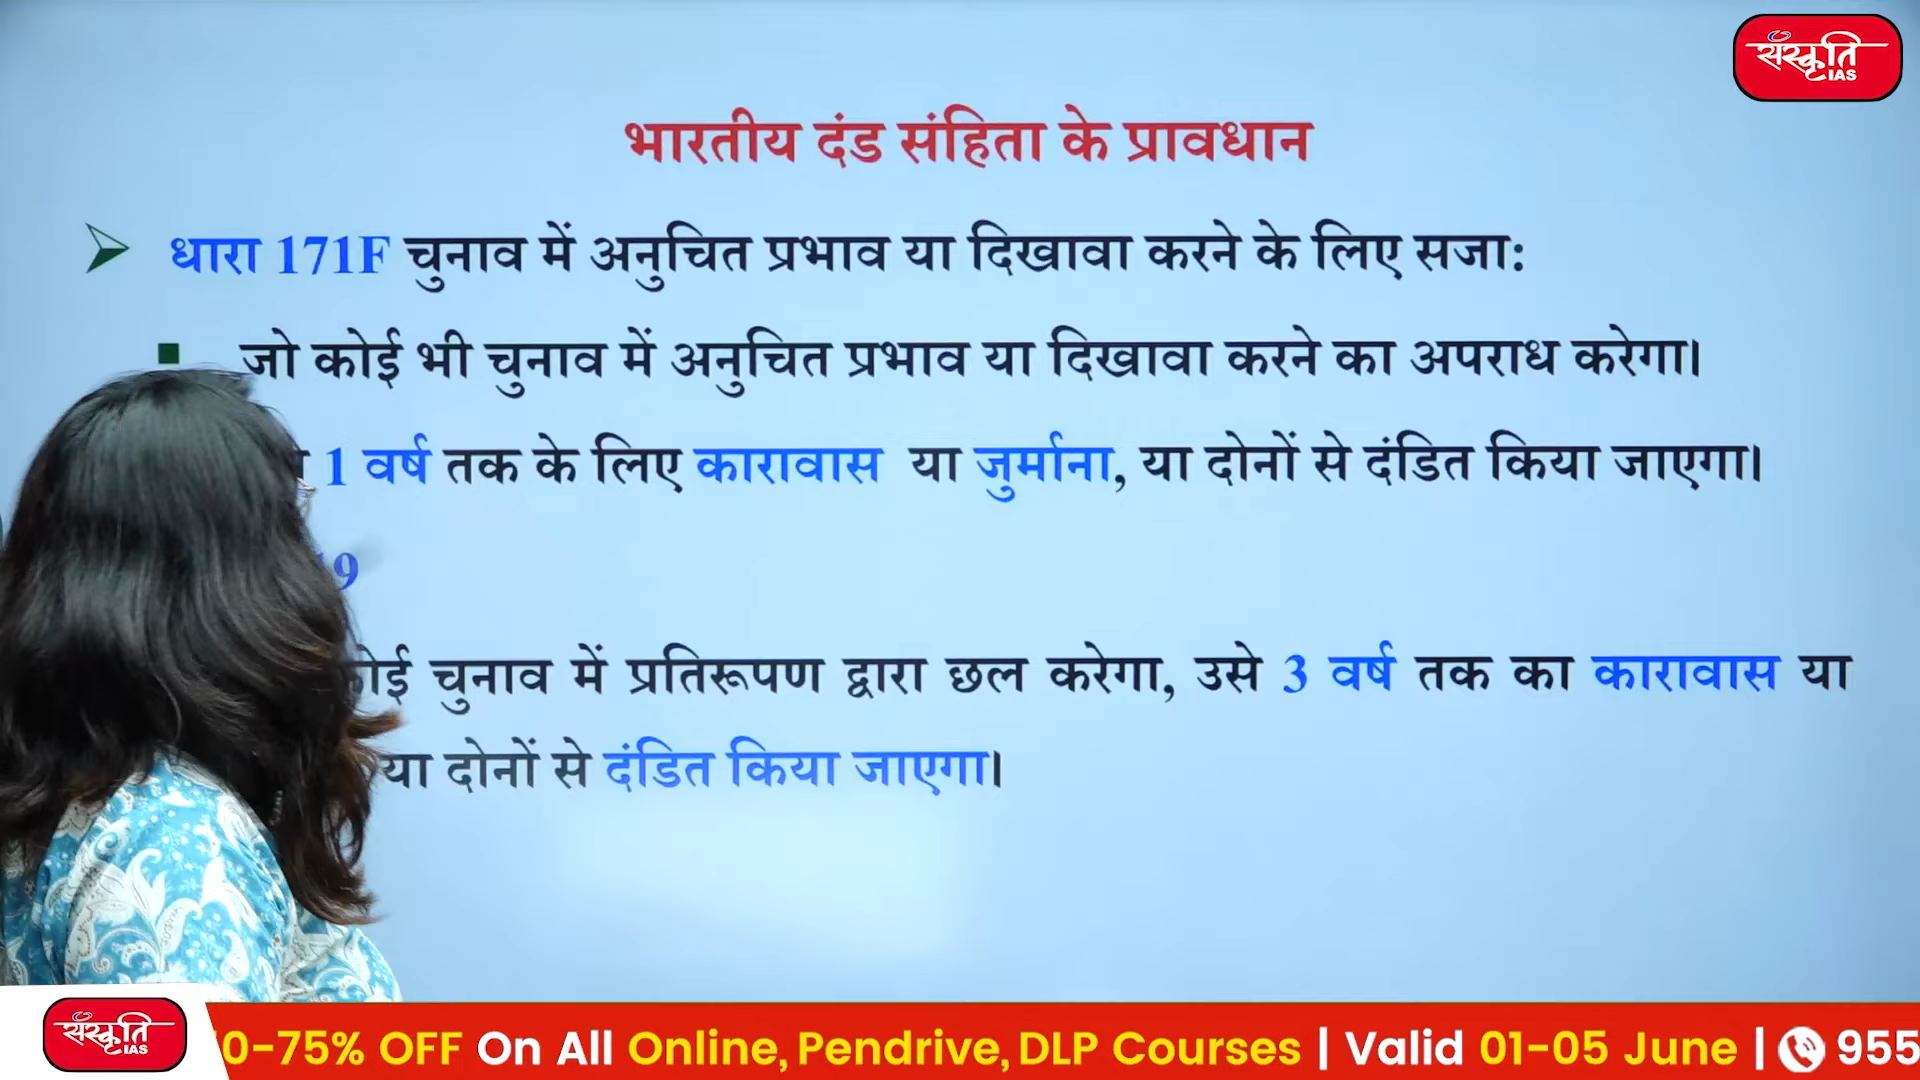 संस्कृति
IAS
भारतीय दंड संहिता के प्रावधान
धारा 171F चुनाव में अनुचित प्रभाव या दिखावा करने के लिए सजा:
जो कोई भी चुनाव में अनुचित प्रभाव या दिखावा करने का अपराध करेगा।
1 वर्ष तक के लिए कारावास या जुर्माना, या दोनों से दंडित किया जाएगा।
9
चुनाव में प्रतिरूपण द्वारा छल करेगा, उसे 3 वर्ष तक का कारावास या
या दोनों से दंडित किया जाएगा।
संस्कृति
IAS
0-75% OFF On All Online, Pendrive, DLP Courses | Valid 01-05 June | 955